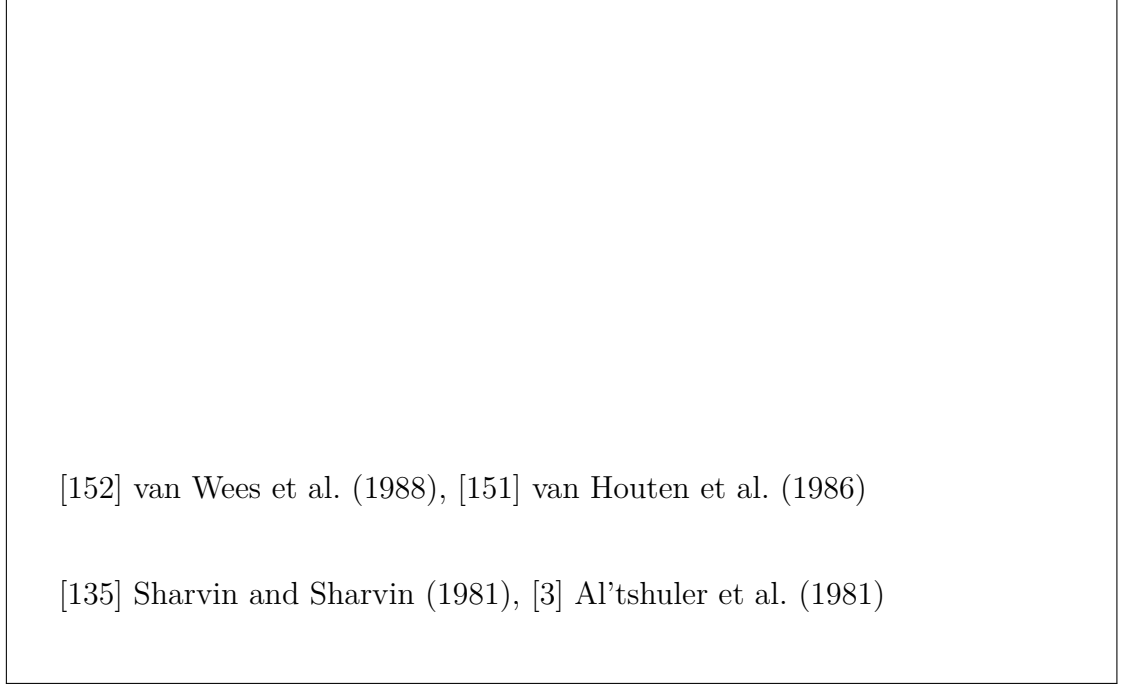 [152] van Wees et al. (1988), [151] van Houten et al. (1986)
[135] Sharvin and Sharvin (1981), [3] Al’tshuler et al. (1981)